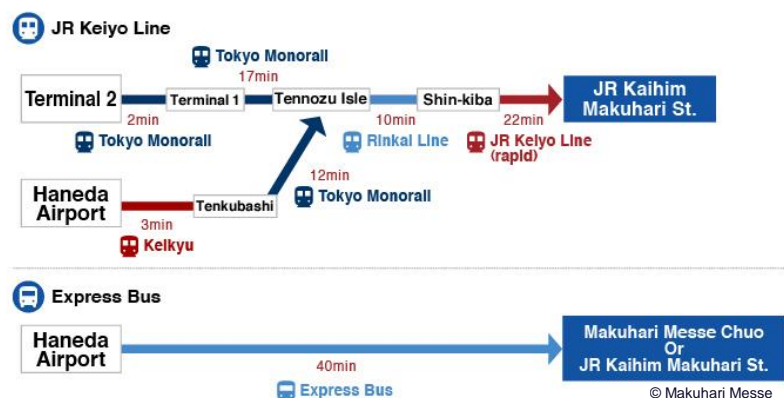 JR Keiyo Line
Tokyo Monorail
17min
Terminal 2
Terminal 1
Tennozu Isle
Shin-kiba
JR Kaihim
Makuhari St.
2min
10min
22min
Tokyo Monorail
Rinkai Line
JR Keiyo Line
(rapid)
12min
Tokyo Monorail
Haneda
Airport
Tenkubashi
3min
Keikyu
Express Bus
Haneda
Airport
Makuhari Messe Chuo
Or
JR Kaihim Makuhari St.
40min
Express Bus
© Makuhari Messe